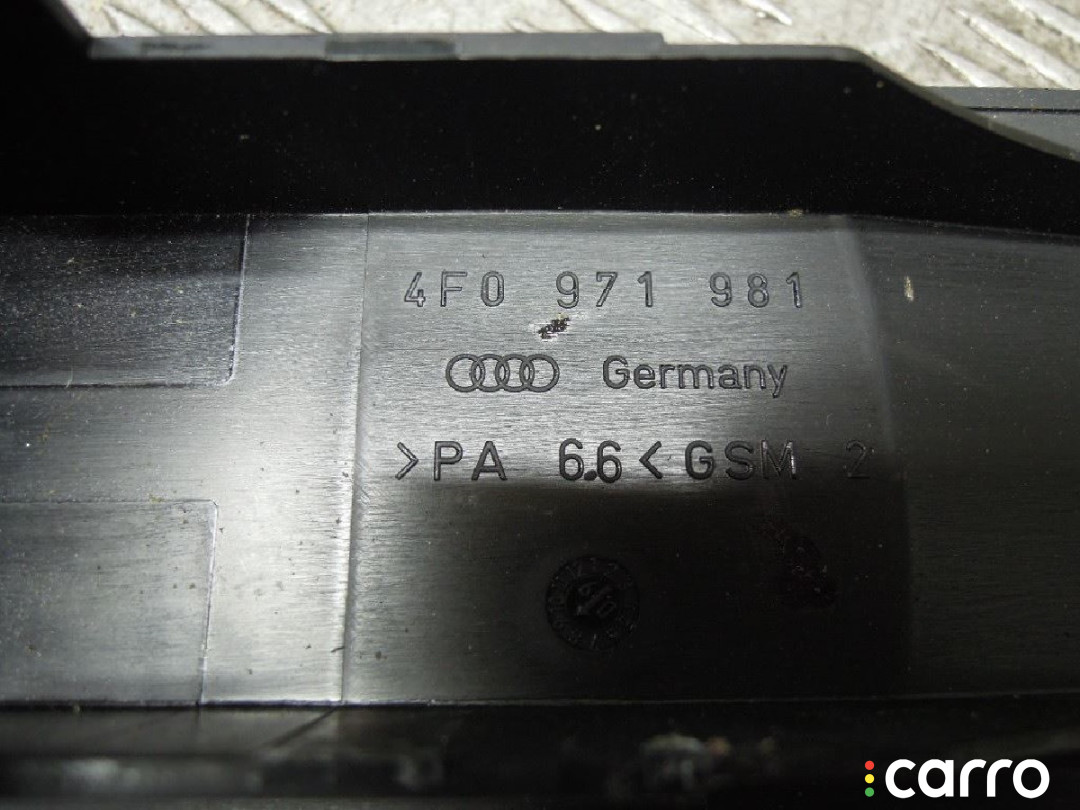 4F0 971 981
Germany
>PA 6.6< GSM 2
carro